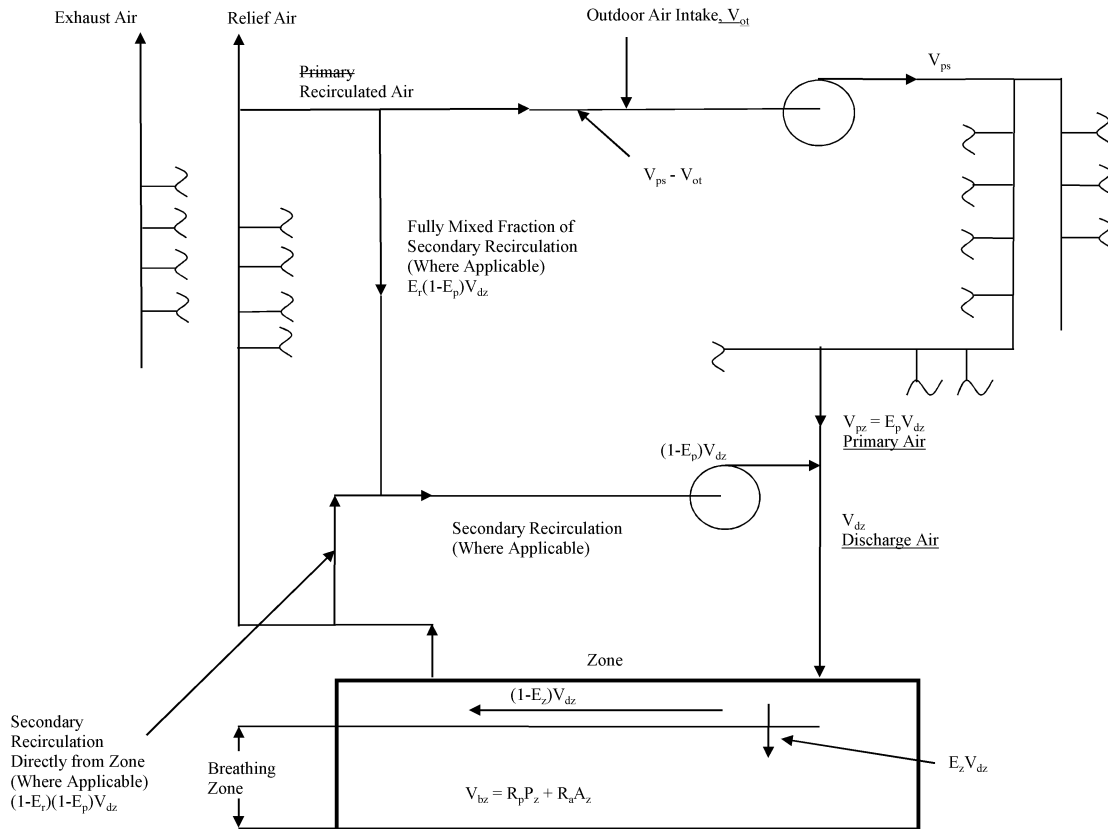 Exhaust Air
Relief Air
Outdoor Air Intake, Vot
Primary
Recirculated Air
Vps
Vps - Vot
Fully Mixed Fraction of
Secondary Recirculation
(Where Applicable)
Er(1-Ep)Vdz
Vpz = EpVdz
Primary Air
(1-Ep)Vdz
Secondary Recirculation
(Where Applicable)
Vdz
Discharge Air
Zone
(1-Ez)Vdz
Secondary
Recirculation
Directly from Zone
(Where Applicable)
(1-Er)(1-Ep)Vdz
Breathing
Zone
EzVdz
Vbz = RpPz + RaAz